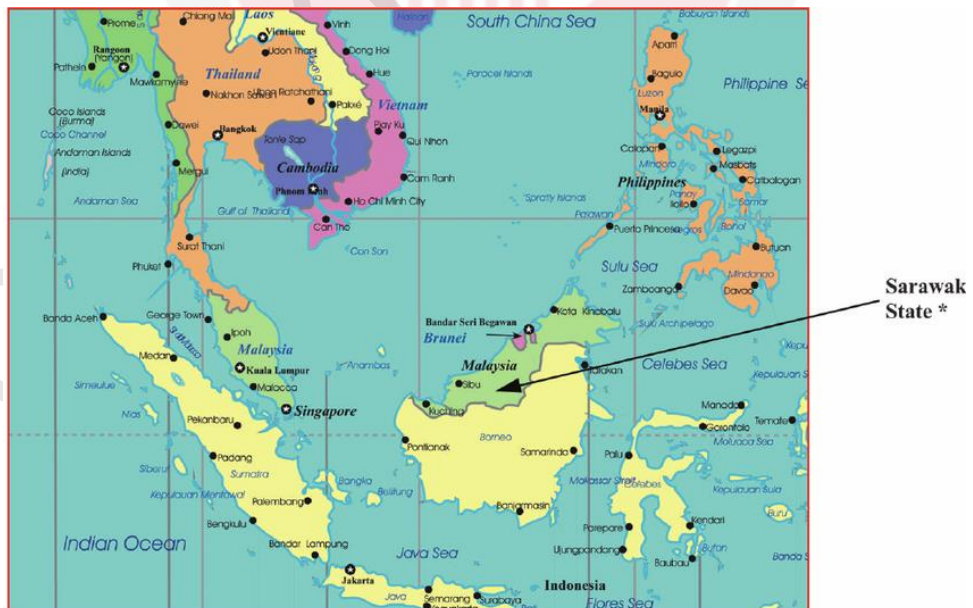 Chiang Mai
Laos
Vinh
South China Sea
Babuyan Islands
Prome
Vientiane
Udon Thani
Dong Hoi
Aparri
Rangoon
(Yangon)
Pathein
Mawkamyine
Thailand
Hue
Paracel Islands
Baguio
Luzon
Philippine Se
Nakhon Sawan
Ubon Ratchathani
Pakxé
Vietnam
Manila
Coco Islands
(Burma)
Coco Channel
Dawei
Bangkok
Tonle Sap
Play Ku
Qui Nhon
Calapan
Mindoro
Legazpi
Masbate
Andaman Islands
(India)
Mergui
Cambodia
Phnom
Cam Ranh
Philippines
Catbalogan
Andaman Sea
Gulf of Thailand
Ho Chi Minh City
Spratly Islands
Palawan
Panay
Iloilo
Samar
Can Tho
Puerto Princesa
Negros
Bohol
Surat Thani
Con Son
Butuan
Phuket
Sulu Sea
Mindanao
Zamboanga
Davao
Sarawak
State *
Banda Aceh
George Town
Kota Kinabalu
Sulu Archipelago
Ipoh
Bandar Seri Begawan
Brunei
Medan
Malaysia
Anambas
Malaysia
Celebes Sea
Kepu
Simeulue
Kuala Lumpur
Malacca
Sibu
Tarakan
Kepulauan S
Nias
Singapore
Kuching
Manado
Ternate
Pekanbaru
Pontianak
Borneo
Samarinda
Gorontalo
Molucca Sea
Siberut
Padang
Sumatra
Palu
Kepulauan Mentawai
Bangka
Belitung
Makassar Strait
Celebes
Kepulauan Sula
Palembang
Banjarmasin
Buru
Bengkulu
Parepare
Kendari
Indian Ocean
Bandar Lampung
Java Sea
Ujungpandang
Buton
Baubau
Banda S
Jakarta
Indonesia
Java
Semarang
Surabaya
Flores Sea